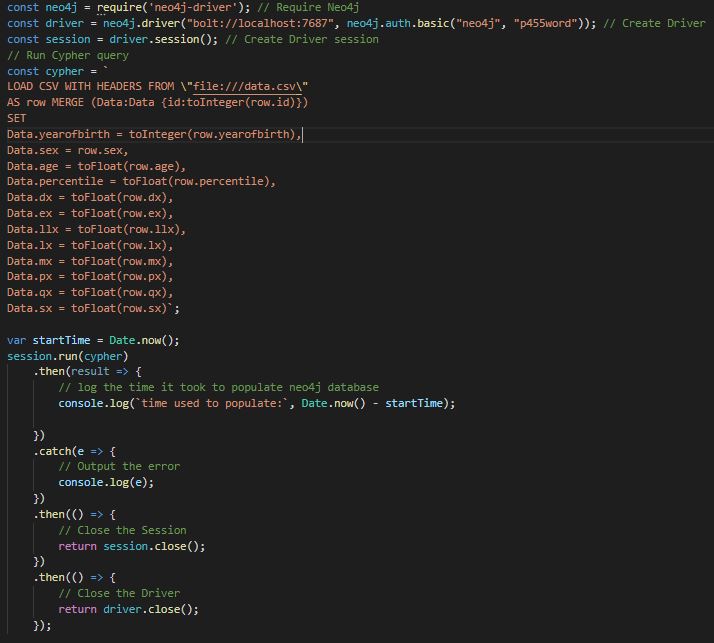 const neo4j = require('neo4j-driver'); // Require Neo4j
const driver = neo4j.driver("bolt://localhost:7687", neo4j.auth.basic("neo4j", "p455word")); // Create Driver
const session = driver.session(); // Create Driver session
// Run Cypher query
const cypher = `
LOAD CSV WITH HEADERS FROM \"file:///data.csv\"
AS row MERGE (Data:Data {id:toInteger(row.id)})
SET
Data.yearofbirth = toInteger(row.yearofbirth),
Data.sex = row.sex,
Data.age = toFloat(row.age),
Data.percentile = toFloat(row.percentile),
Data.dx = toFloat(row.dx),
Data.ex = toFloat(row.ex),
Data.llx = toFloat(row.llx),
Data.lx = toFloat(row.lx),
Data.mx = toFloat(row.mx),
Data.px = toFloat(row.px),
Data.qx = toFloat(row.qx),
Data.sx = toFloat(row.sx)`;
var startTime = Date.now();
session.run(cypher)
.then(result => {
// log the time it took to populate neo4j database
console.log(`time used to populate:`, Date.now() - startTime);
})
.catch(e => {
// Output the error
console.log(e);
})
.then(() => {
// Close the Session
return session.close();
})
.then(() => {
// Close the Driver
return driver.close();
});